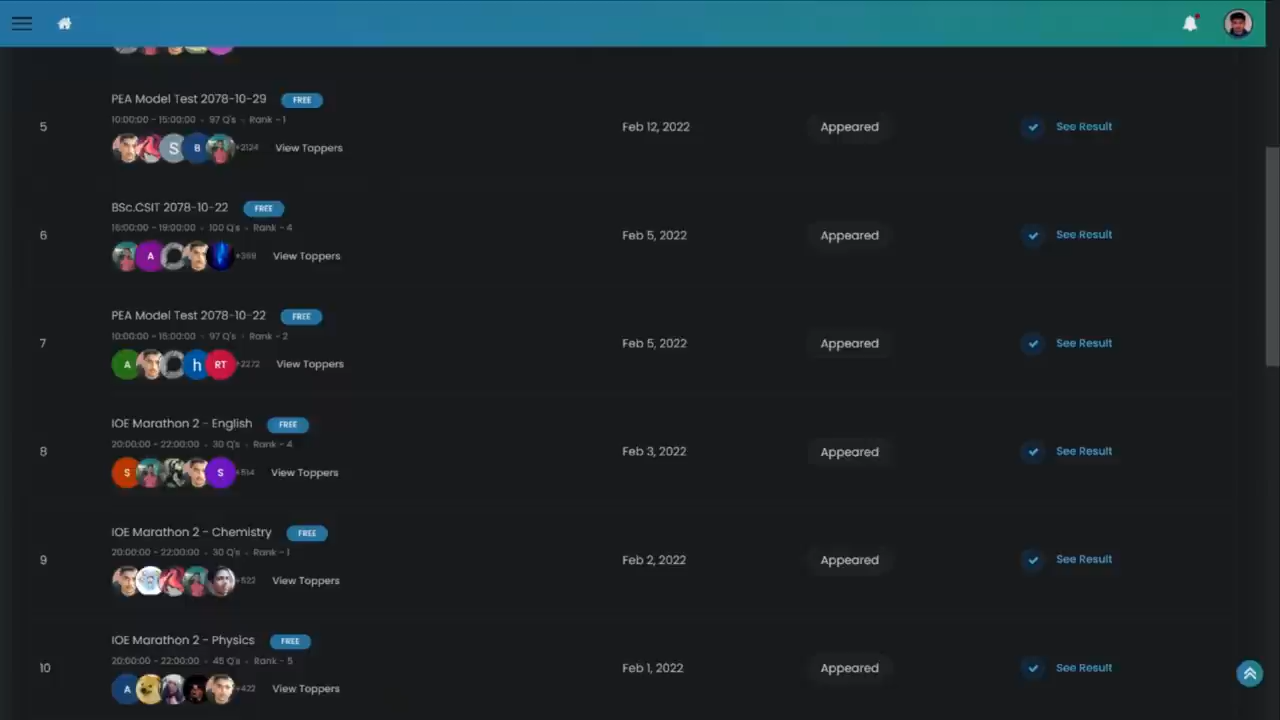 5
PEA Model Test 2078-10-29 FREE
10:00:00 - 15:00:00 • 97 Q's • Rank - 1
S B +2124 View Toppers
Feb 12, 2022
Appeared
See Result
6
BSc.CSIT 2078-10-22 FREE
16:00:00 - 19:00:00 • 100 Q's • Rank - 4
A View Toppers
Feb 5, 2022
Appeared
See Result
7
PEA Model Test 2078-10-22 FREE
10:00:00 - 15:00:00 • 97 Q's • Rank - 2
A h RT +2272 View Toppers
Feb 5, 2022
Appeared
See Result
8
IOE Marathon 2 - English FREE
20:00:00 - 22:00:00 • 30 Q's • Rank - 4
S S +514 View Toppers
Feb 3, 2022
Appeared
See Result
9
IOE Marathon 2 - Chemistry FREE
20:00:00 - 22:00:00 • 30 Q's • Rank - 1
+522 View Toppers
Feb 2, 2022
Appeared
See Result
10
IOE Marathon 2 - Physics FREE
20:00:00 - 22:00:00 • 45 Q's • Rank - 5
A +422 View Toppers
Feb 1, 2022
Appeared
See Result